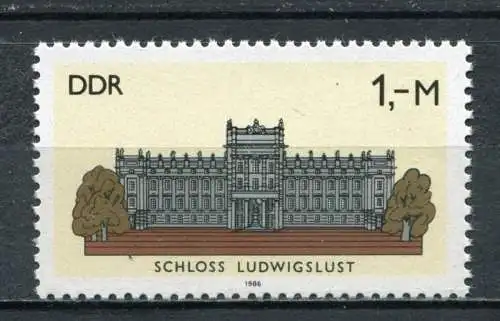 DDR 1,-M
SCHLOSS LUDWIGSLUST
1986